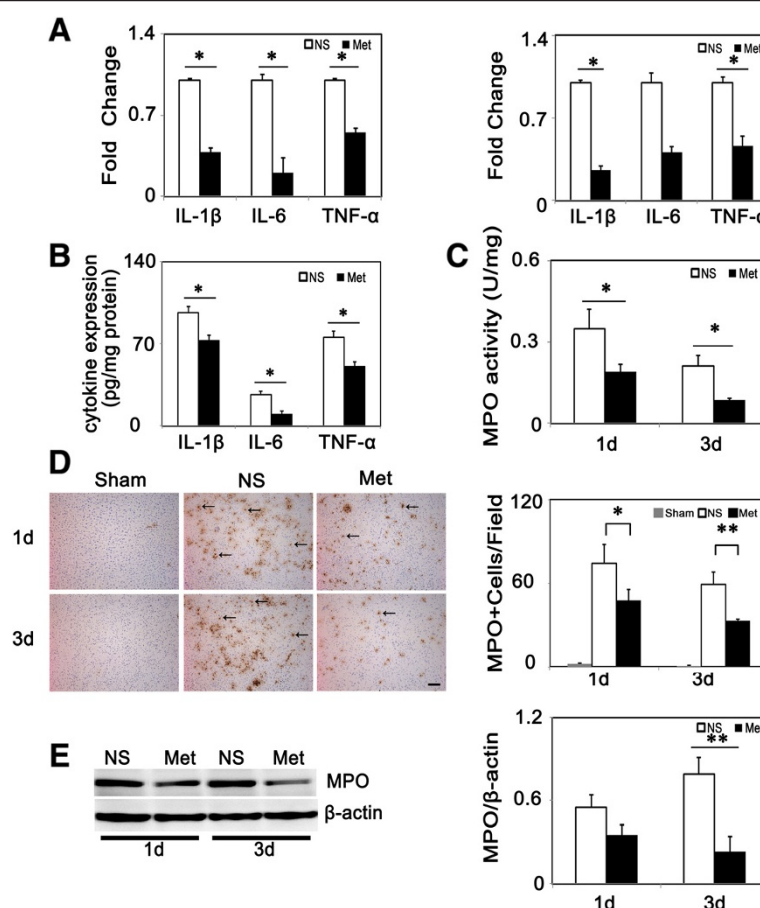 A
1.4
0.7
0
Fold Change
NS Met
* * *
IL-1β IL-6 TNF-α
1.4
0.7
0
Fold Change
NS Me
* *
IL-1β IL-6 TNF-α
B
140
70
0
cytokine expression
(pg/mg protein)
NS Met
* * *
IL-1β IL-6 TNF-α
C
0.6
0.3
0
MPO activity (U/mg)
NS Met
* *
1d 3d
D
Sham NS Met
1d
3d
120
60
0
MPO+Cells/Field
Sham NS Met
* **
1d 3d
E
NS Met NS Met
MPO
β-actin
1d 3d
1.2
0.6
0
MPO/β-actin
NS Me
**
1d 3d